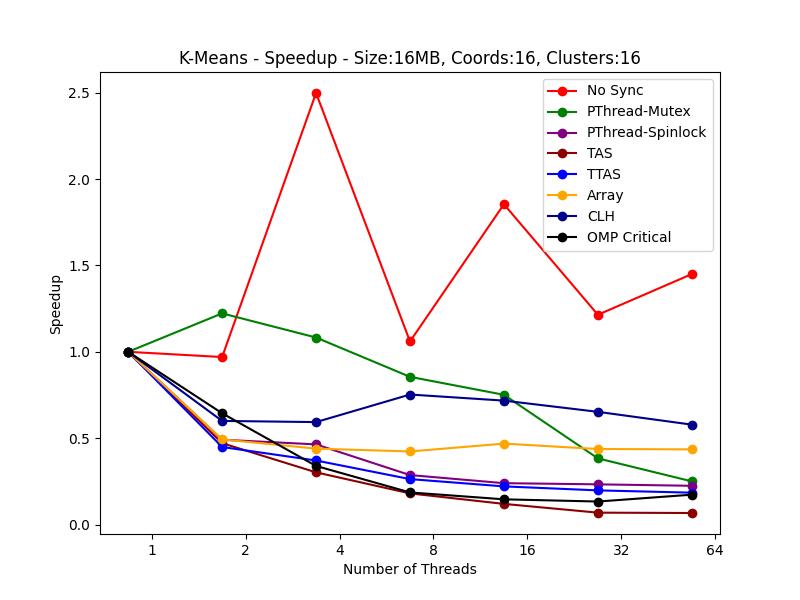 K-Means - Speedup - Size:16MB, Coords:16, Clusters:16
2.5
2.0
1.5
1.0
0.5
0.0
Speedup
No Sync
PThread-Mutex
PThread-Spinlock
TAS
TTAS
Array
CLH
OMP Critical
1 2 4 8 16 32 64
Number of Threads